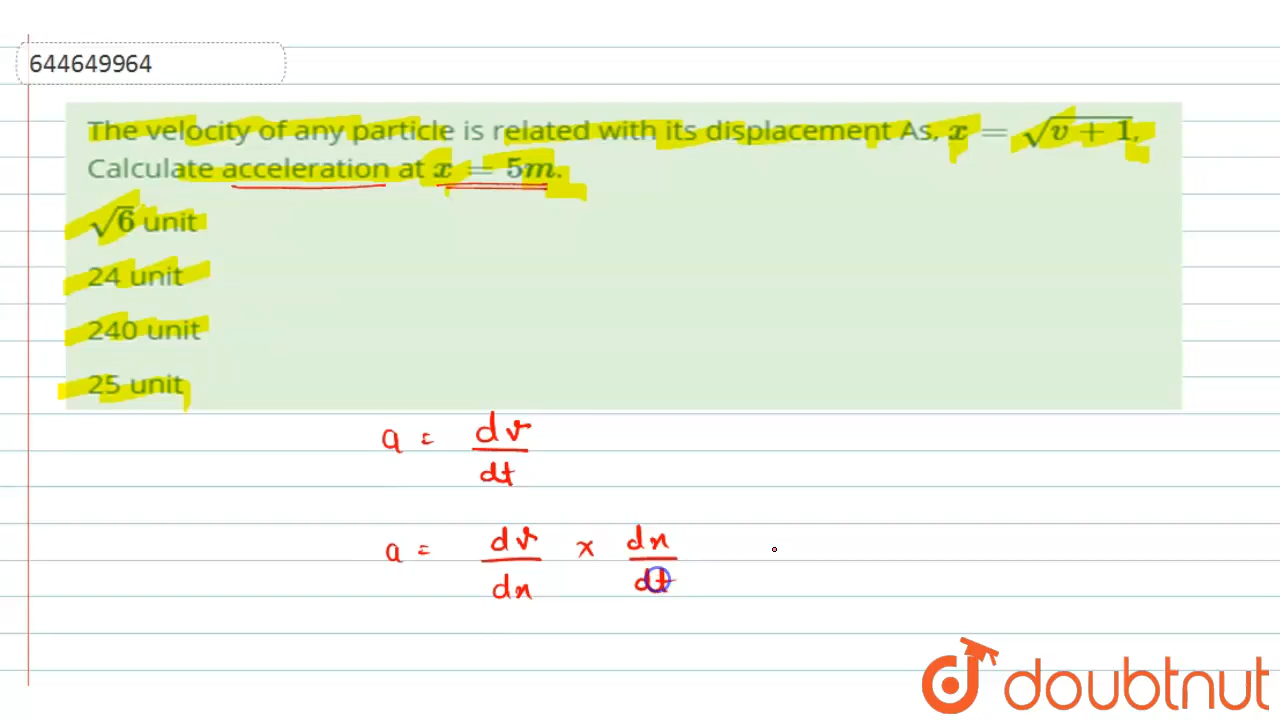 644649964
The velocity of any particle is related with its displacement As, x = √(v + 1),
Calculate acceleration at x = 5m.
√6 unit
24 unit
240 unit
25 unit
a = dv/dt
a = dv/dx × dx/dt
doubtnut